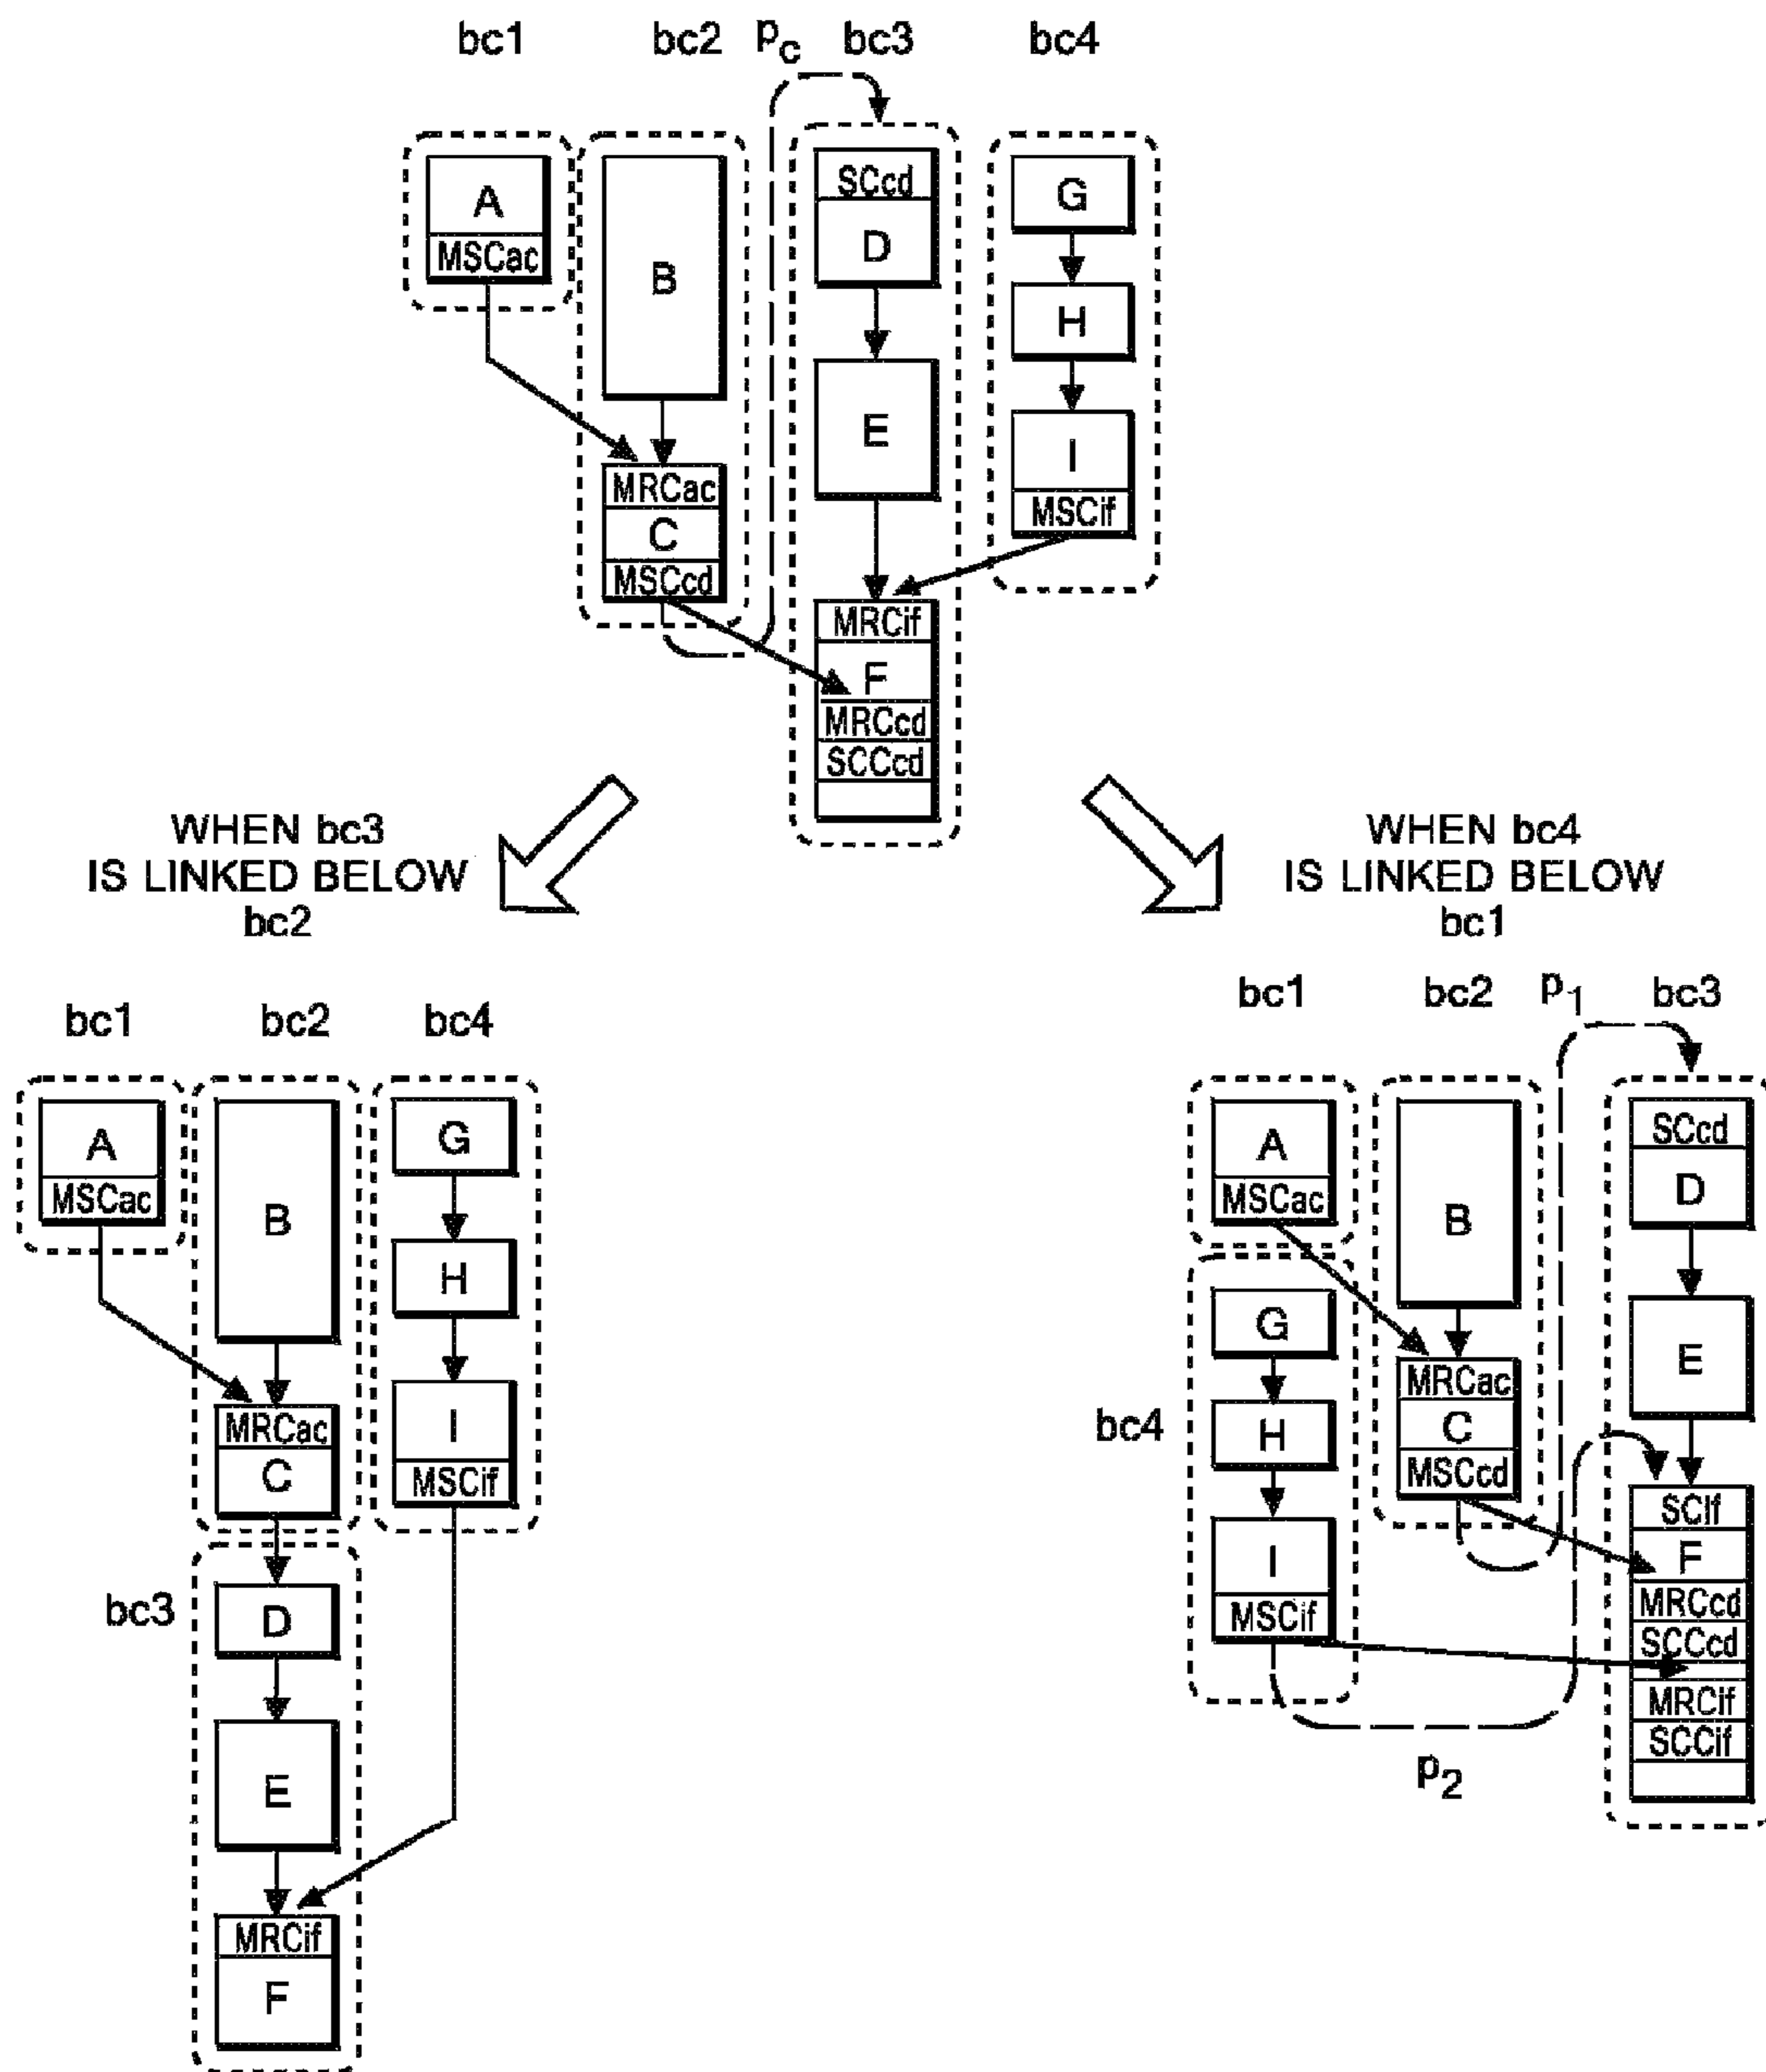 bc1 bc2 pc bc3 bc4
A
MSCac
B
MRCac
C
MSCcd
SCcd
D
E
MRCif
F
MRCcd
SCCcd
G
H
I
MSCif
WHEN bc3
IS LINKED BELOW
bc2
WHEN bc4
IS LINKED BELOW
bc1
bc1 bc2 bc4
A
MSCac
B
MRCac
C
G
H
I
MSCif
bc3
D
E
MRCif
F
bc1 bc2 p1 bc3
A
MSCac
bc4
G
H
I
MSCif
B
MRCac
C
MSCcd
SCcd
D
E
SCif
F
MRCcd
SCCcd
MRCif
SCCif
p2